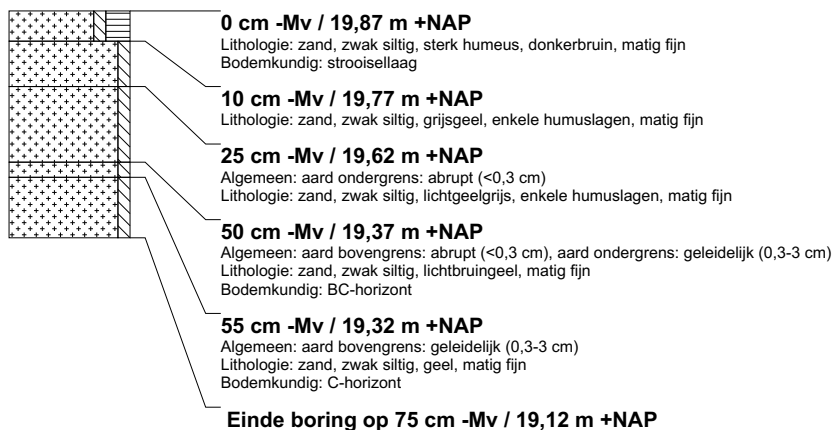 0 cm -Mv / 19,87 m +NAP
Lithologie: zand, zwak siltig, sterk humeus, donkerbruin, matig fijn
Bodemkundig: strooisellaag
10 cm -Mv / 19,77 m +NAP
Lithologie: zand, zwak siltig, grijsgeel, enkele humuslagen, matig fijn
25 cm -Mv / 19,62 m +NAP
Algemeen: aard ondergrens: abrupt (<0,3 cm)
Lithologie: zand, zwak siltig, lichtgeelgrijs, enkele humuslagen, matig fijn
50 cm -Mv / 19,37 m +NAP
Algemeen: aard bovengrens: abrupt (<0,3 cm), aard ondergrens: geleidelijk (0,3-3 cm)
Lithologie: zand, zwak siltig, lichtbruingeel, matig fijn
Bodemkundig: BC-horizont
55 cm -Mv / 19,32 m +NAP
Algemeen: aard bovengrens: geleidelijk (0,3-3 cm)
Lithologie: zand, zwak siltig, geel, matig fijn
Bodemkundig: C-horizont
Einde boring op 75 cm -Mv / 19,12 m +NAP